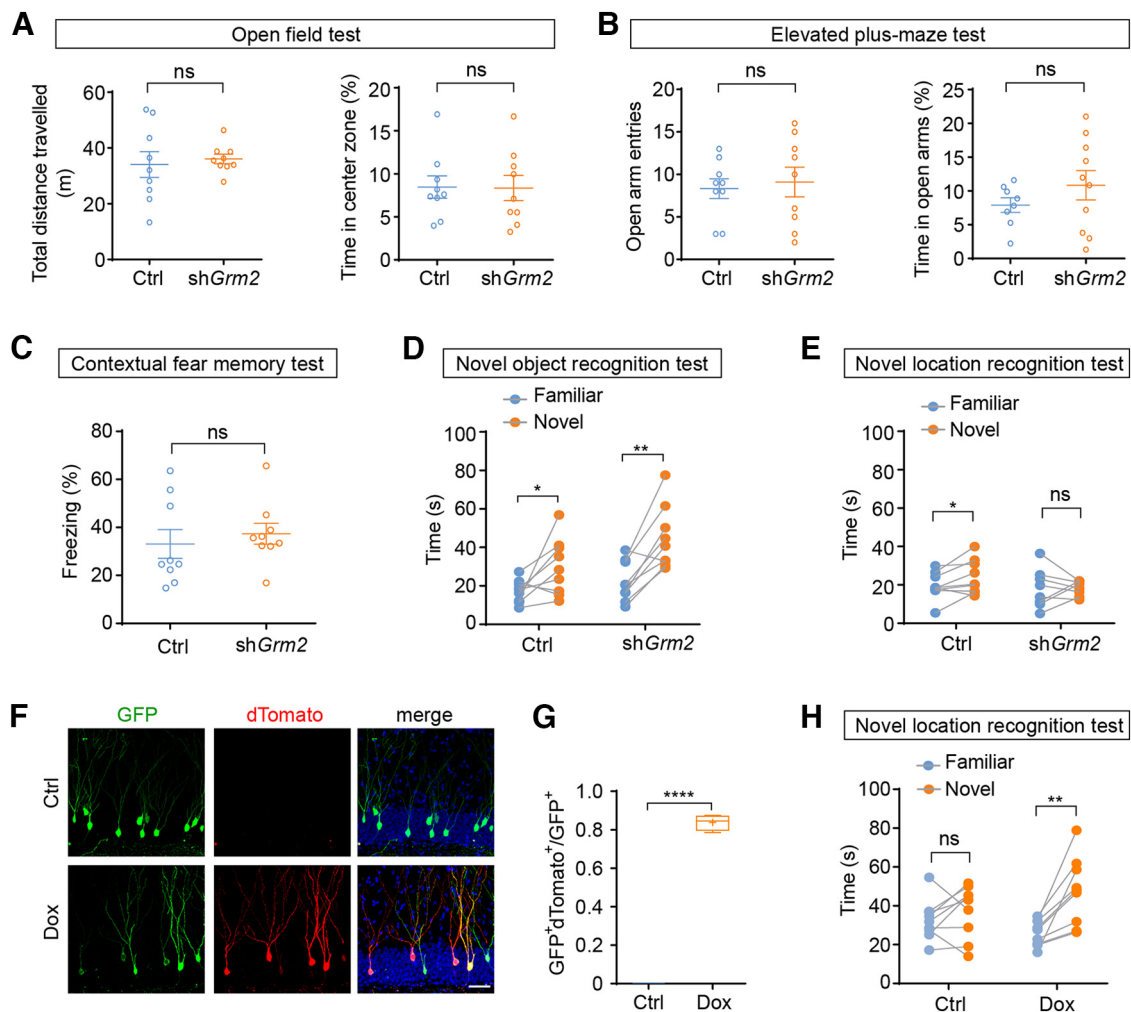 A
Open field test
Total distance travelled
(m)
60
40
20
0
ns
Ctrl
shGrm2
Time in center zone (%)
20
15
10
5
0
ns
Ctrl
shGrm2
B
Elevated plus-maze test
Open arm entries
20
15
10
5
0
ns
Ctrl
shGrm2
Time in open arms (%)
25
20
15
10
5
0
ns
Ctrl
shGrm2
C
Contextual fear memory test
Freezing (%)
80
60
40
20
0
ns
Ctrl
shGrm2
D
Novel object recognition test
Familiar
Novel
Time (s)
100
80
60
40
20
0
*
**
Ctrl
shGrm2
E
Novel location recognition test
Familiar
Novel
Time (s)
100
80
60
40
20
0
*
ns
Ctrl
shGrm2
F
GFP
dTomato
merge
Ctrl
Dox
G
GFP+dTomato+/GFP+
1.0
0.8
0.6
0.4
0.2
0
****
Ctrl
Dox
H
Novel location recognition test
Familiar
Novel
Time (s)
100
80
60
40
20
0
ns
**
Ctrl
Dox